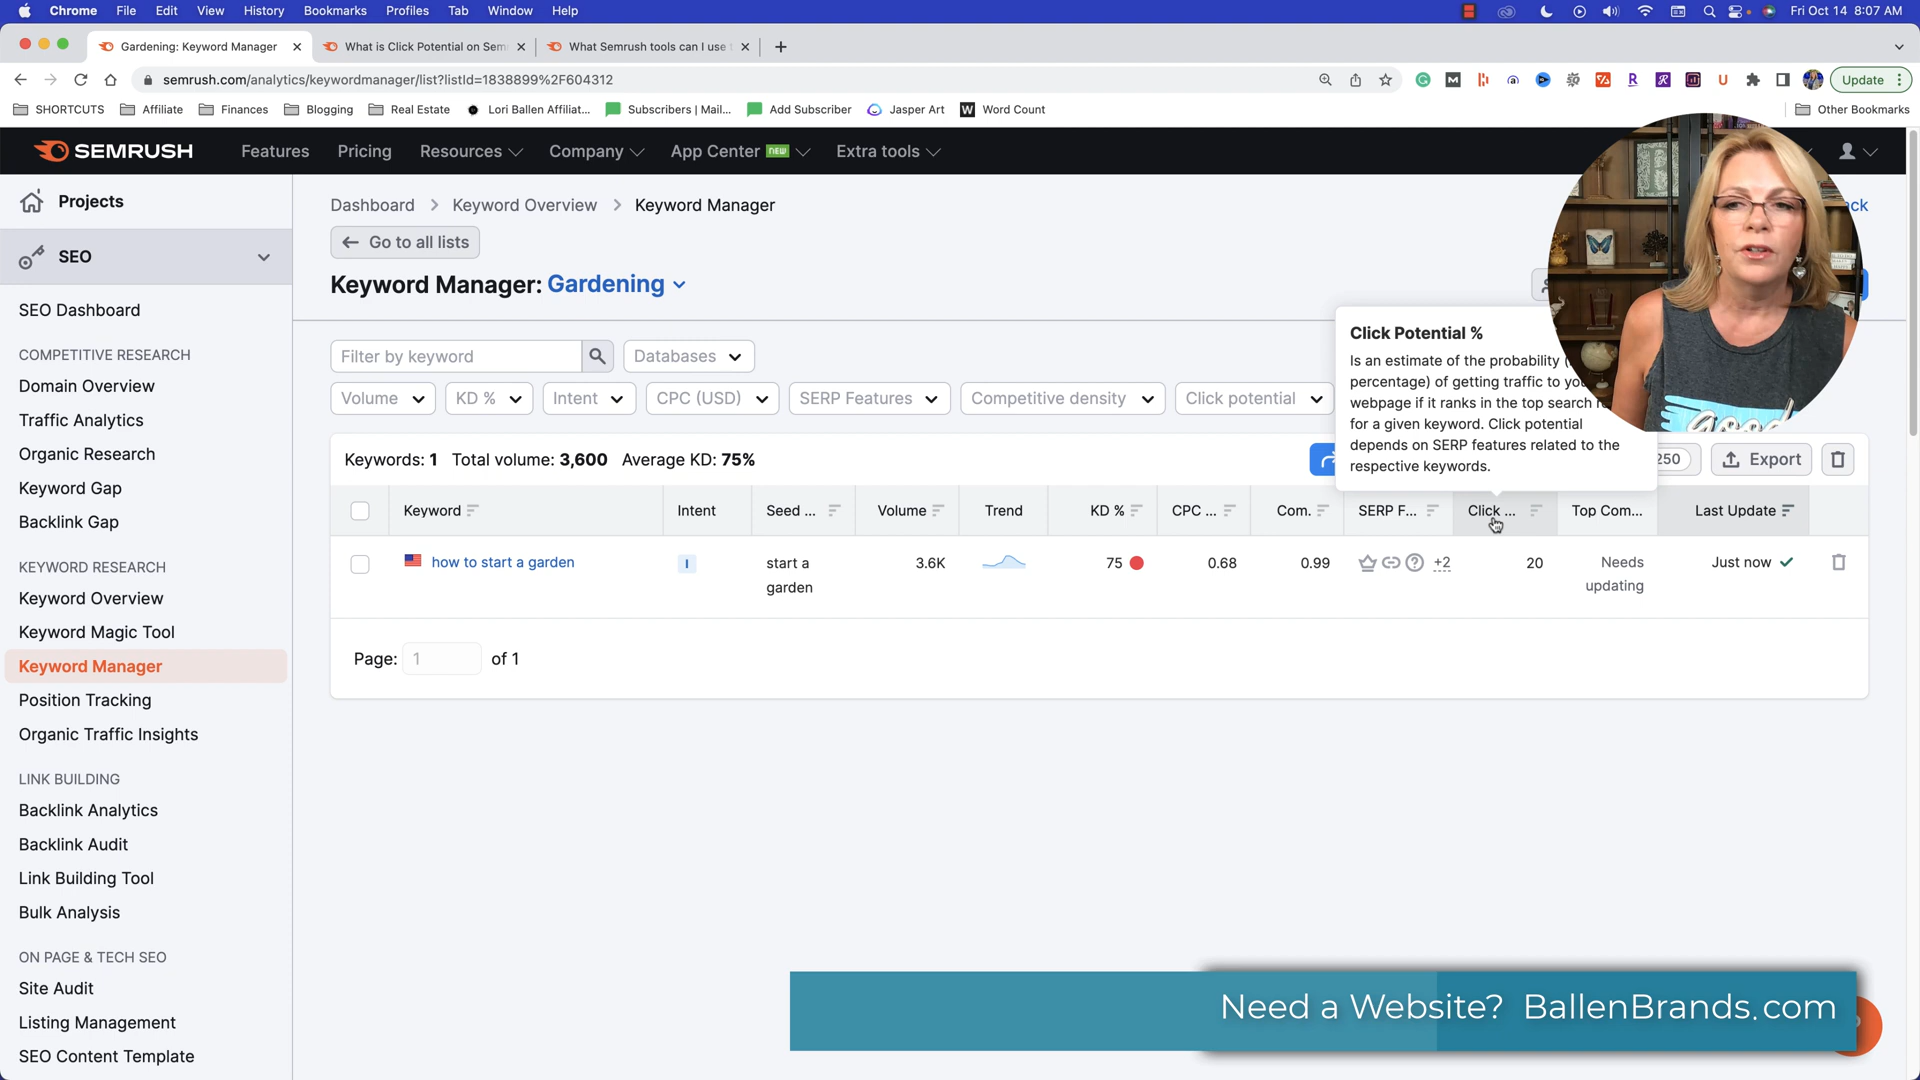 Chrome File Edit View History Bookmarks Profiles Tab Window Help Fri Oct 14 8:07 AM
Gardening: Keyword Manager What is Click Potential on Sem What Semrush tools can I use
semrush.com/analytics/keywordmanager/list?listId=1838899%2F604312 Update
SHORTCUTS Affiliate Finances Blogging Real Estate Lori Ballen Affiliat... Subscribers | Mail... Add Subscriber Jasper Art Word Count Other Bookmarks
SEMRUSH Features Pricing Resources Company App Center NEW Extra tools
Projects
Dashboard > Keyword Overview > Keyword Manager
Go to all lists
SEO
Keyword Manager: Gardening
SEO Dashboard
COMPETITIVE RESEARCH
Domain Overview
Traffic Analytics
Organic Research
Keyword Gap
Backlink Gap
KEYWORD RESEARCH
Keyword Overview
Keyword Magic Tool
Keyword Manager
Position Tracking
Organic Traffic Insights
LINK BUILDING
Backlink Analytics
Backlink Audit
Link Building Tool
Bulk Analysis
ON PAGE & TECH SEO
Site Audit
Listing Management
SEO Content Template
Filter by keyword Databases
Volume KD % Intent CPC (USD) SERP Features Competitive density Click potential
Click Potential %
Is an estimate of the probability
percentage) of getting traffic to
webpage if it ranks in the top search
for a given keyword. Click potential
depends on SERP features related to the
respective keywords.
Keywords: 1 Total volume: 3,600 Average KD: 75% 250 Export
Keyword Intent Seed ... Volume Trend KD % CPC ... Com. SERP F... Click ... Top Com... Last Update
how to start a garden I start a garden 3.6K 75 0.68 0.99 +2 20 Needs updating Just now
Page: 1 of 1
Need a Website? BallenBrands.com